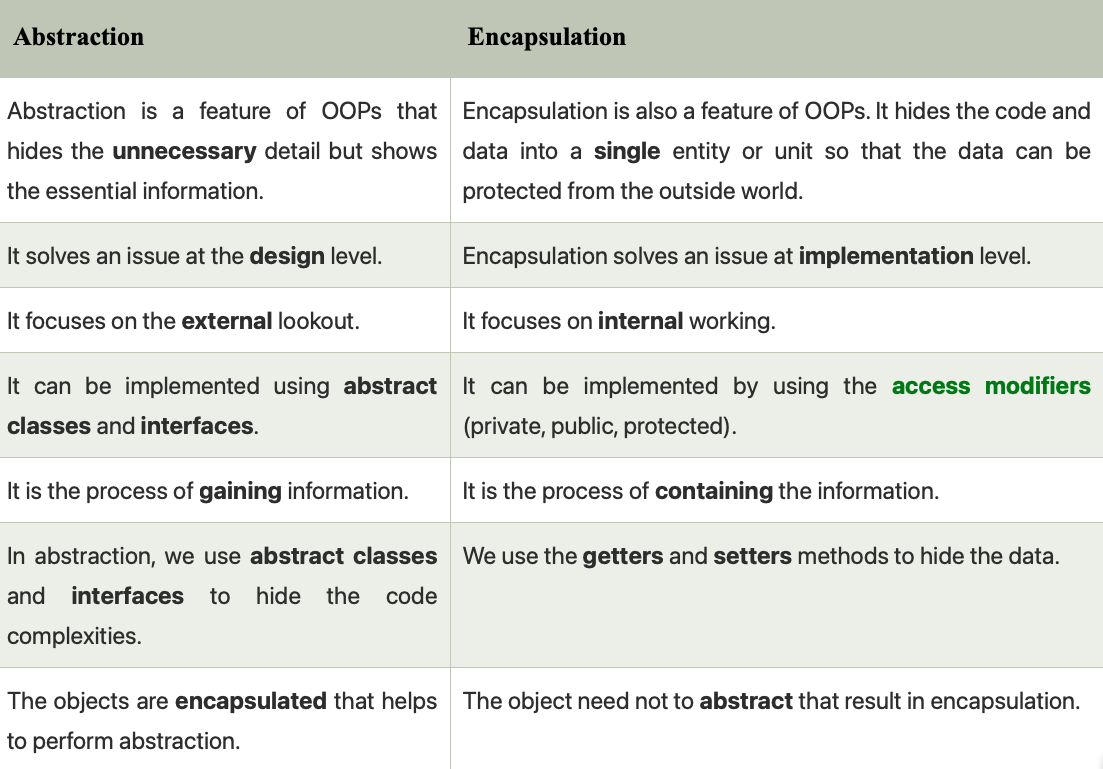 Abstraction
Encapsulation
Abstraction is a feature of OOPs that
hides the unnecessary detail but shows
the essential information.
Encapsulation is also a feature of OOPs. It hides the code and
data into a single entity or unit so that the data can be
protected from the outside world.
It solves an issue at the design level.
Encapsulation solves an issue at implementation level.
It focuses on the external lookout.
It focuses on internal working.
It can be implemented using abstract
classes and interfaces.
It can be implemented by using the access modifiers
(private, public, protected).
It is the process of gaining information.
It is the process of containing the information.
In abstraction, we use abstract classes
and interfaces to hide the code
complexities.
We use the getters and setters methods to hide the data.
The objects are encapsulated that helps
to perform abstraction.
The object need not to abstract that result in encapsulation.